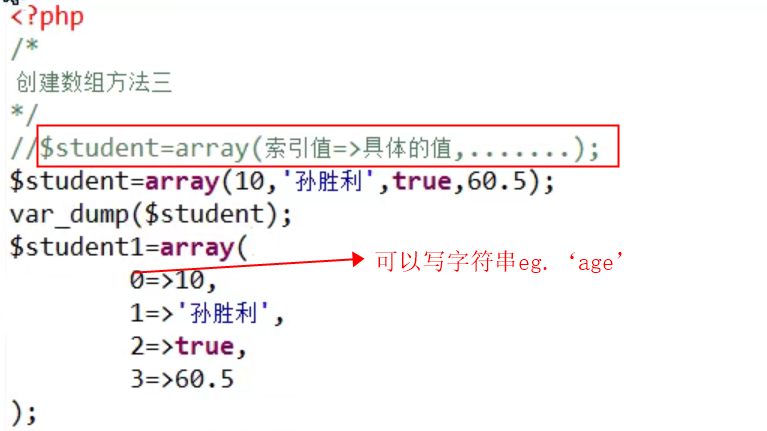 <?php
/*
创建数组方法三
*/
//$student=array(索引值=>具体的值,.......);
$student=array(10,'孙胜利',true,60.5);
var_dump($student);
$student1=array(
0=>10,
可以写字符串eg.‘age’
1=>'孙胜利',
2=>true,
3=>60.5
);